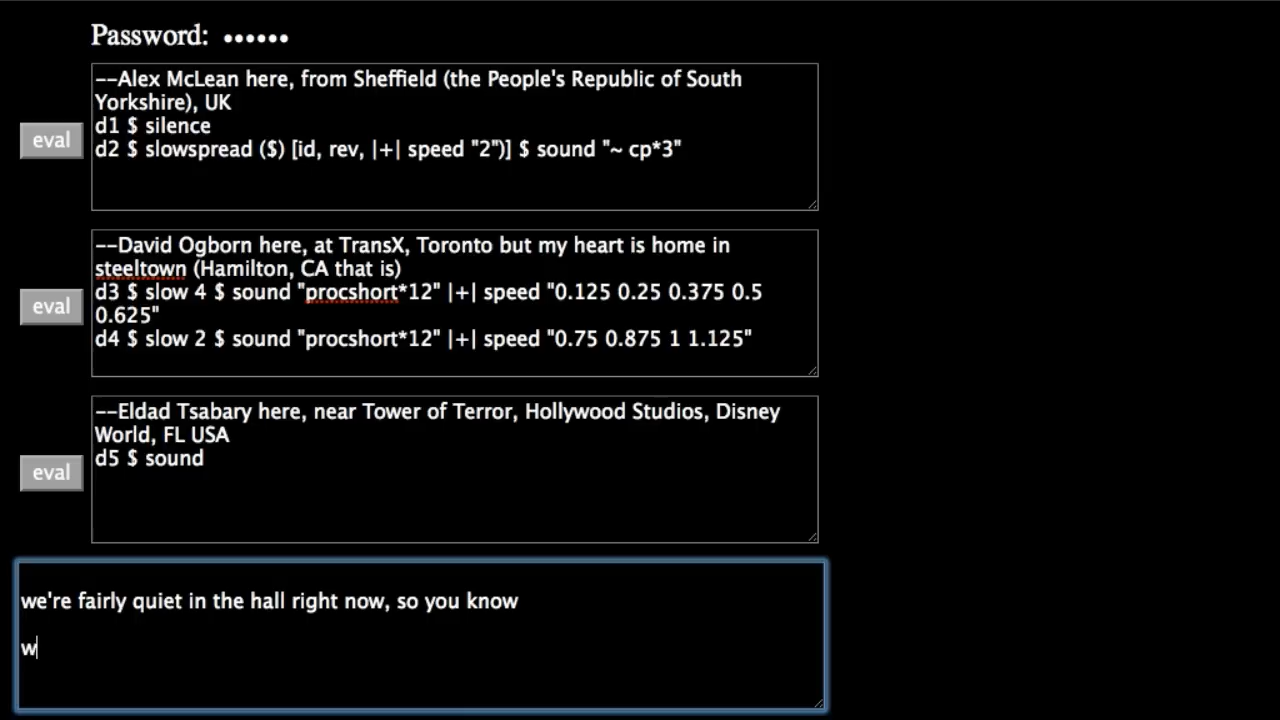 Password: ••••••
--Alex McLean here, from Sheffield (the People's Republic of South
Yorkshire), UK
eval
d1 $ silence
d2 $ slowspread ($) [id, rev, |+| speed "2")] $ sound "~ cp*3"
--David Ogborn here, at TransX, Toronto but my heart is home in
steeltown (Hamilton, CA that is)
eval
d3 $ slow 4 $ sound "procshort*12" |+| speed "0.125 0.25 0.375 0.5
0.625"
d4 $ slow 2 $ sound "procshort*12" |+| speed "0.75 0.875 1 1.125"
--Eldad Tsabary here, near Tower of Terror, Hollywood Studios, Disney
World, FL USA
eval
d5 $ sound
we're fairly quiet in the hall right now, so you know
w